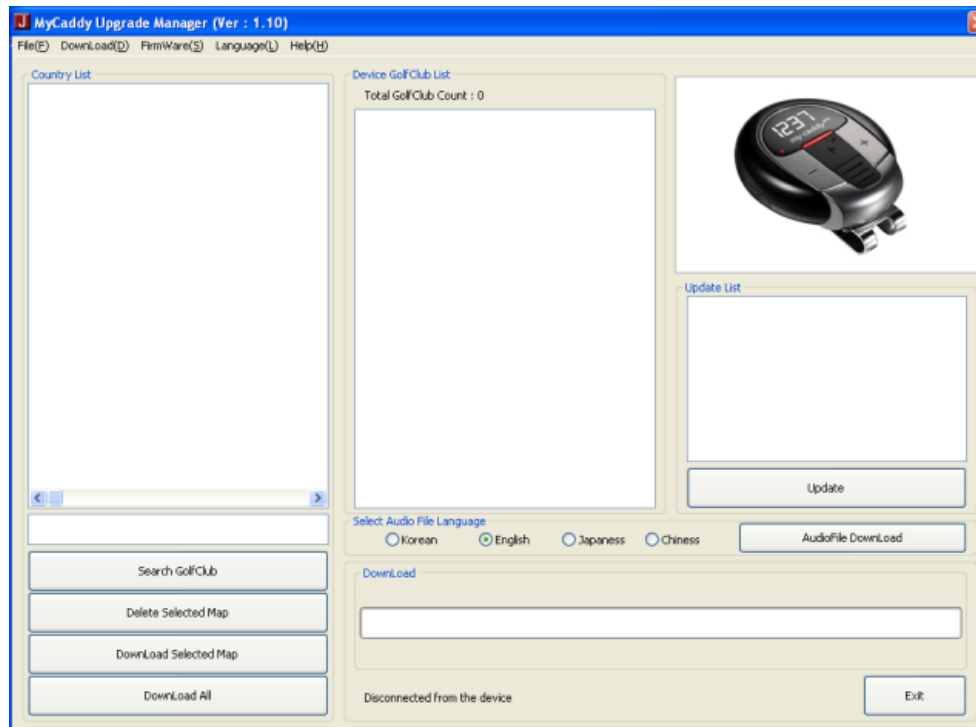 MyCaddy Upgrade Manager (Ver : 1.10)
File(F) DownLoad(D) FirmWare(S) Language(L) Help(H)
Country List
Device GolfClub List
Total GolfClub Count : 0
1237
my caddy
Update List
Update
Select Audio File Language
Korean English Japaness Chiness
AudioFile DownLoad
Search GolfClub
Delete Selected Map
DownLoad Selected Map
DownLoad All
DownLoad
Disconnected from the device
Exit